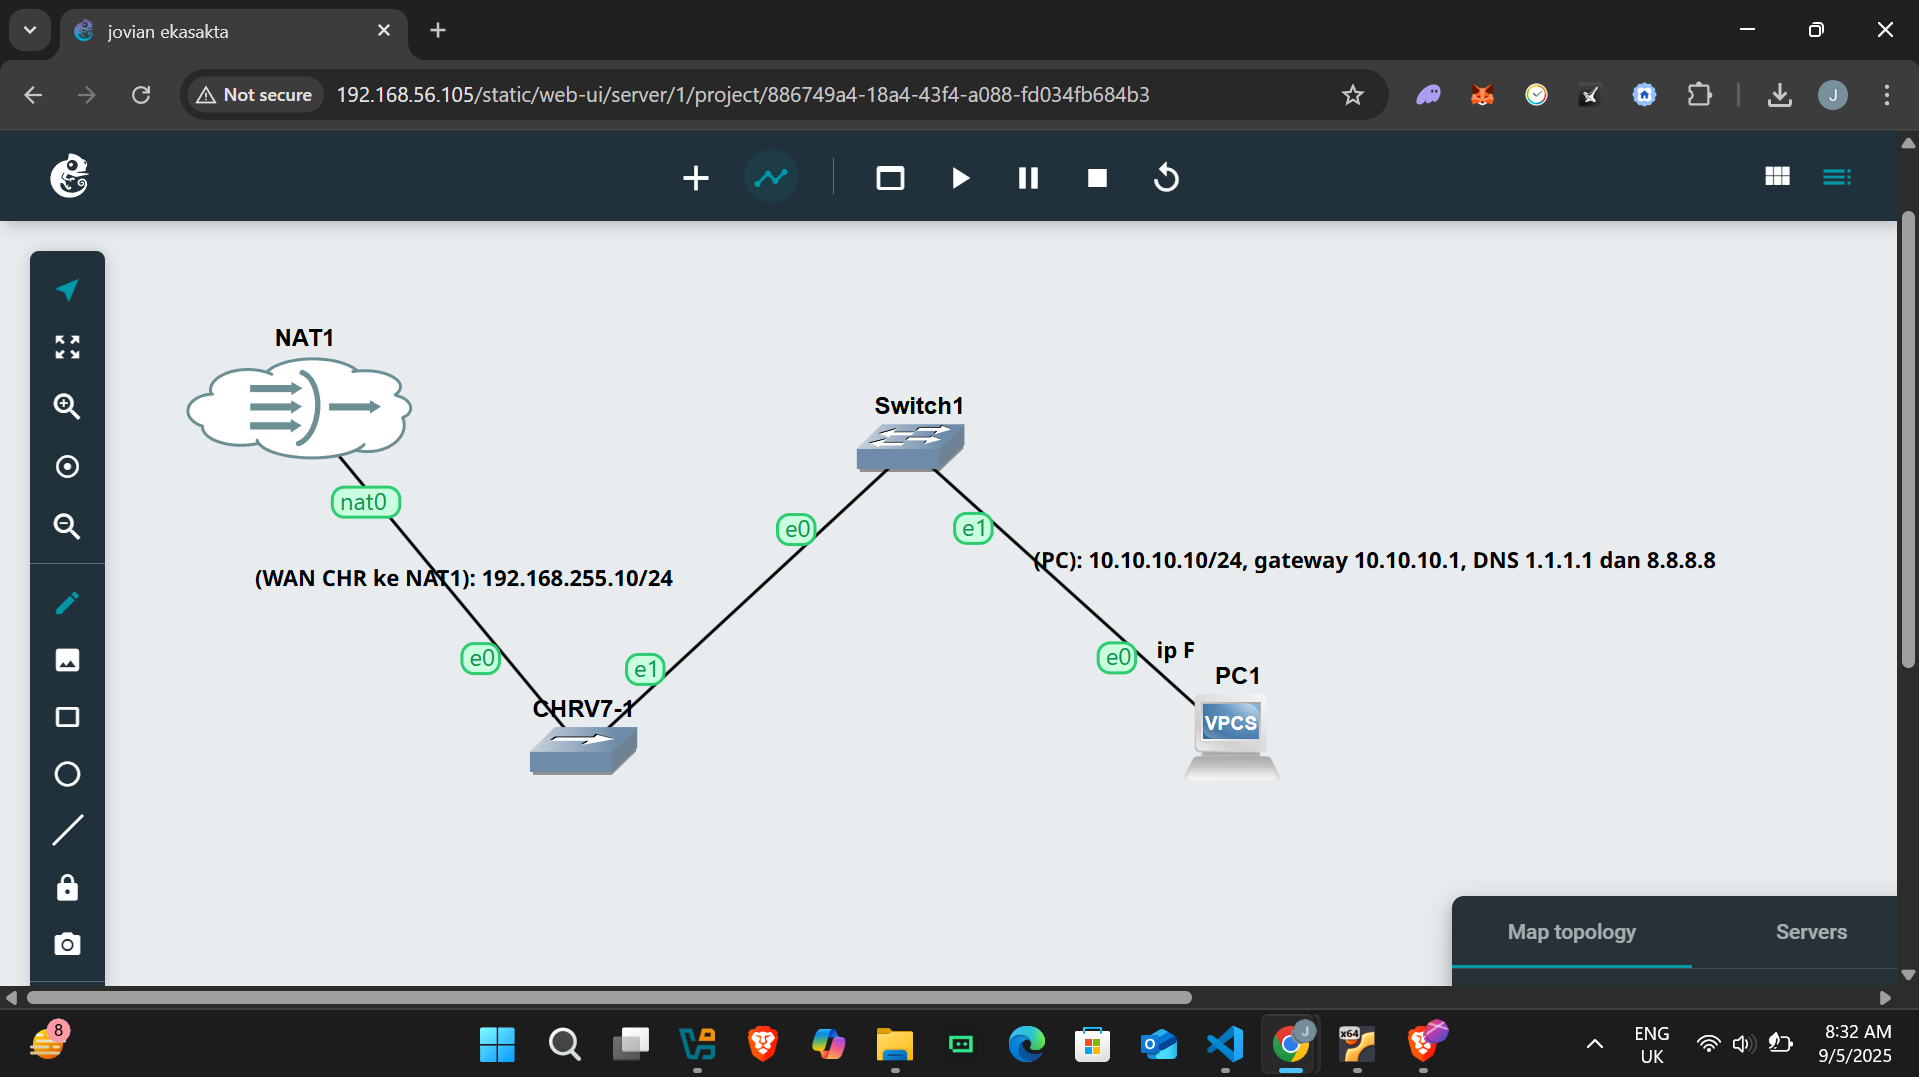 jovian ekasakta
Not secure
192.168.56.105/static/web-ui/server/1/project/886749a4-18a4-43f4-a088-fd034fb684b3
J
NAT1
Switch1
nat0
e0
e1
(PC): 10.10.10.10/24, gateway 10.10.10.1, DNS 1.1.1.1 dan 8.8.8.8
(WAN CHR ke NAT1): 192.168.255.10/24
e0
e1
e0
ip F
PC1
CHRV7-1
VPCS
Map topology
Servers
8
J
x64
ENG
UK
8:32 AM
9/5/2025